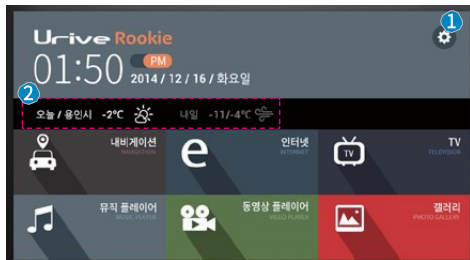 1
Urive Rookie
01:50 PM 2014 / 12 / 16 / 화요일
2
오늘 / 용인시 -2°C 내일 -11/-4°C
내비게이션 인터넷 TV
NAVIGATION INTERNET TELEVISION
e TV
뮤직 플레이어 동영상 플레이어 갤러리
MUSIC PLAYER VIDEO PLAYER PHOTO GALLERY